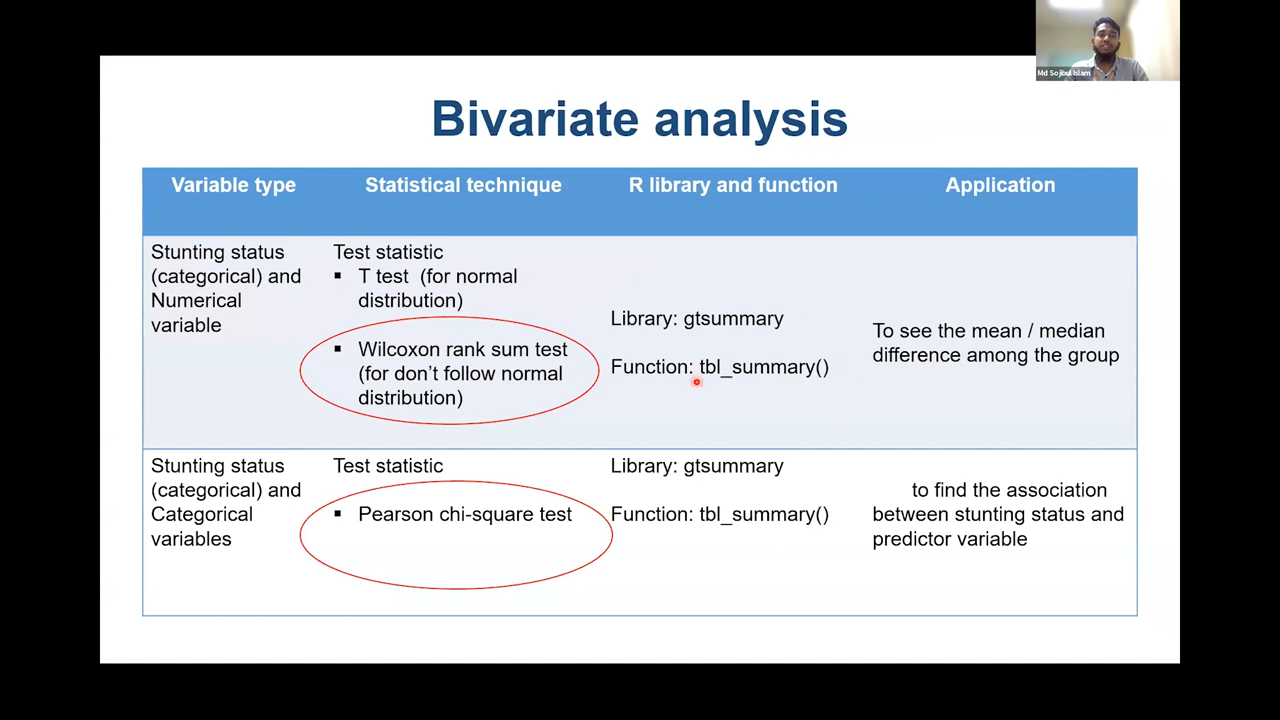 Md Sojibul Islam
Bivariate analysis
Variable type
Statistical technique
R library and function
Application
Stunting status
(categorical) and
Numerical
variable
Test statistic
▪ T test (for normal
distribution)
▪ Wilcoxon rank sum test
(for don't follow normal
distribution)
Library: gtsummary
Function: tbl_summary()
To see the mean / median
difference among the group
Stunting status
(categorical) and
Categorical
variables
Test statistic
▪ Pearson chi-square test
Library: gtsummary
Function: tbl_summary()
to find the association
between stunting status and
predictor variable